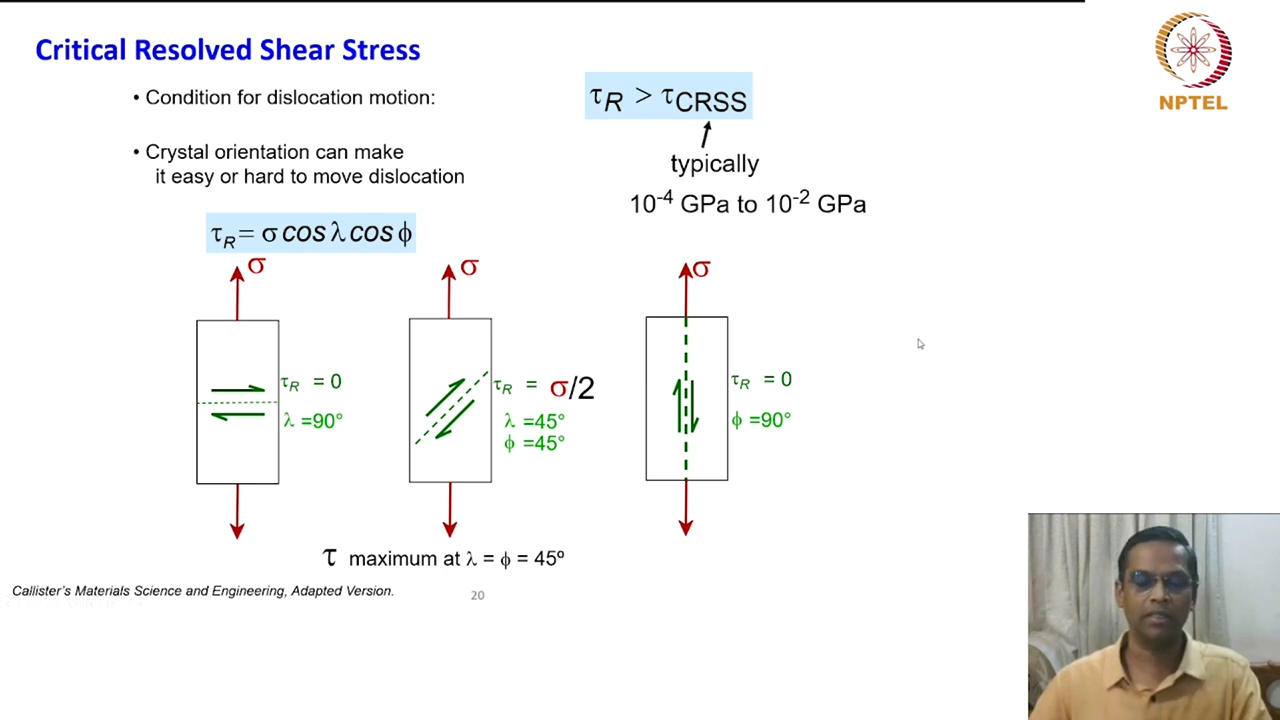 Critical Resolved Shear Stress
NPTEL
• Condition for dislocation motion:
τR > τCRSS
• Crystal orientation can make
it easy or hard to move dislocation
typically
10-4 GPa to 10-2 GPa
τR = σ cos λ cos ϕ
σ
σ
σ
τR = 0
λ =90°
τR = σ/2
λ =45°
ϕ =45°
τR = 0
ϕ =90°
τ maximum at λ = ϕ = 45º
Callister's Materials Science and Engineering, Adapted Version.
20